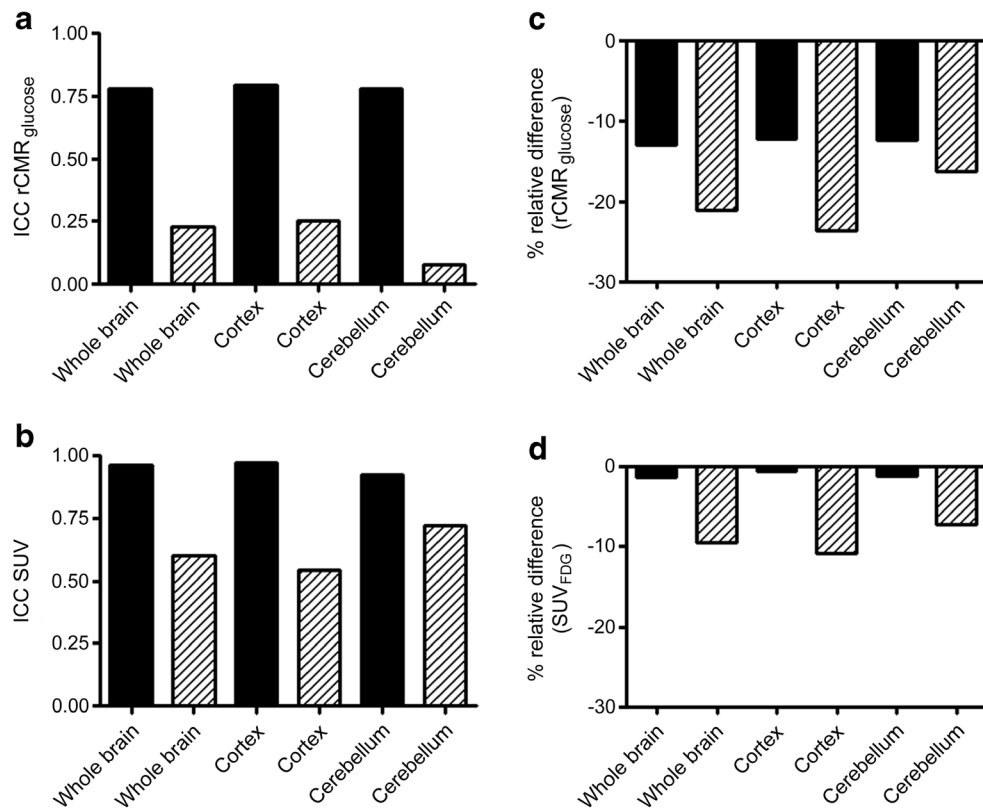 a
1.00
0.75
0.50
0.25
0.00
ICC rCMRglucose
Whole brain
Whole brain
Cortex
Cortex
Cerebellum
Cerebellum
c
0
-10
-20
-30
% relative difference
(rCMRglucose)
Whole brain
Whole brain
Cortex
Cortex
Cerebellum
Cerebellum
b
1.00
0.75
0.50
0.25
0.00
ICC SUV
Whole brain
Whole brain
Cortex
Cortex
Cerebellum
Cerebellum
d
0
-10
-20
-30
% relative difference
(SUVFDG)
Whole brain
Whole brain
Cortex
Cortex
Cerebellum
Cerebellum